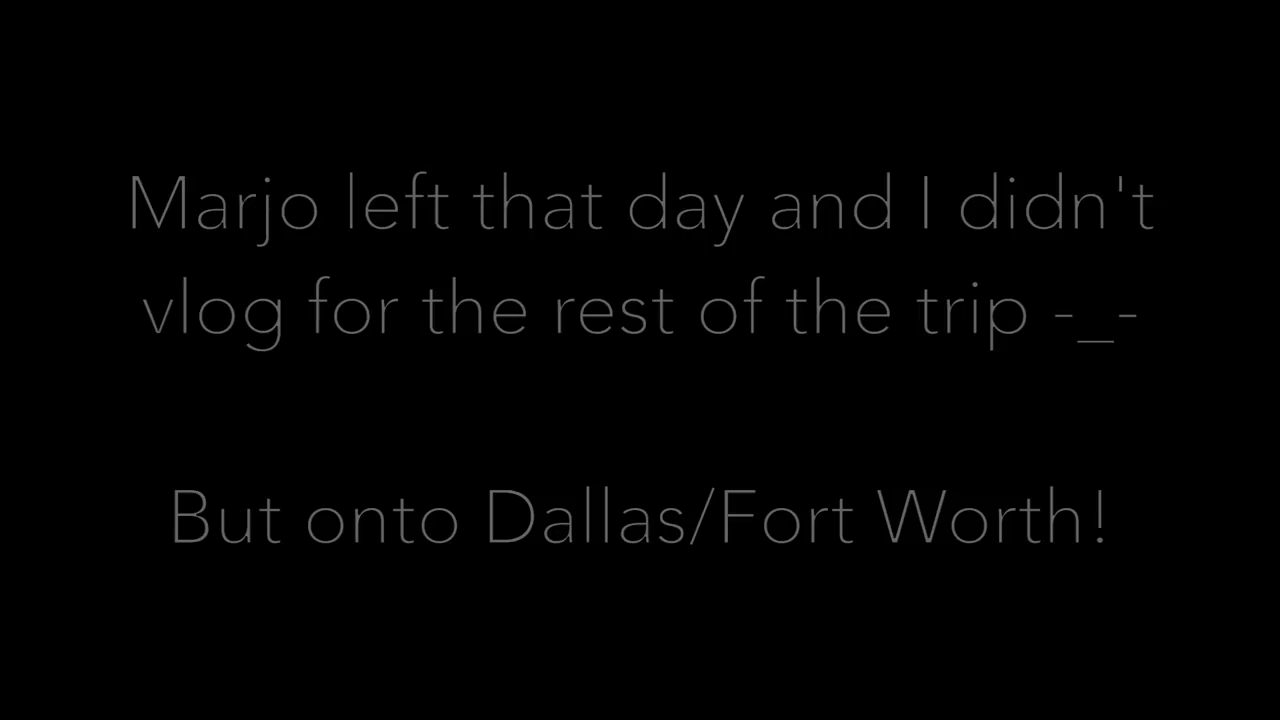 Marjo left that day and I didn't
vlog for the rest of the trip -_-
But onto Dallas/Fort Worth!